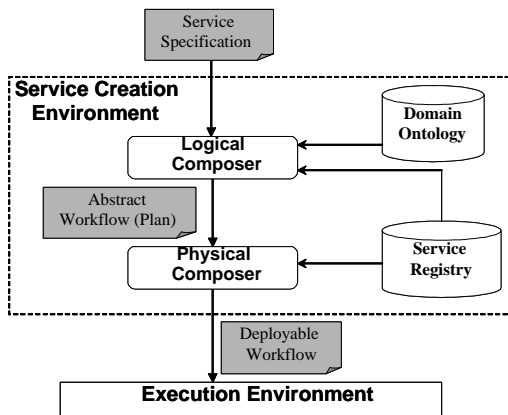 Service
Specification
Service Creation
Environment
Domain
Ontology
Logical
Composer
Abstract
Workflow (Plan)
Physical
Composer
Service
Registry
Deployable
Workflow
Execution Environment